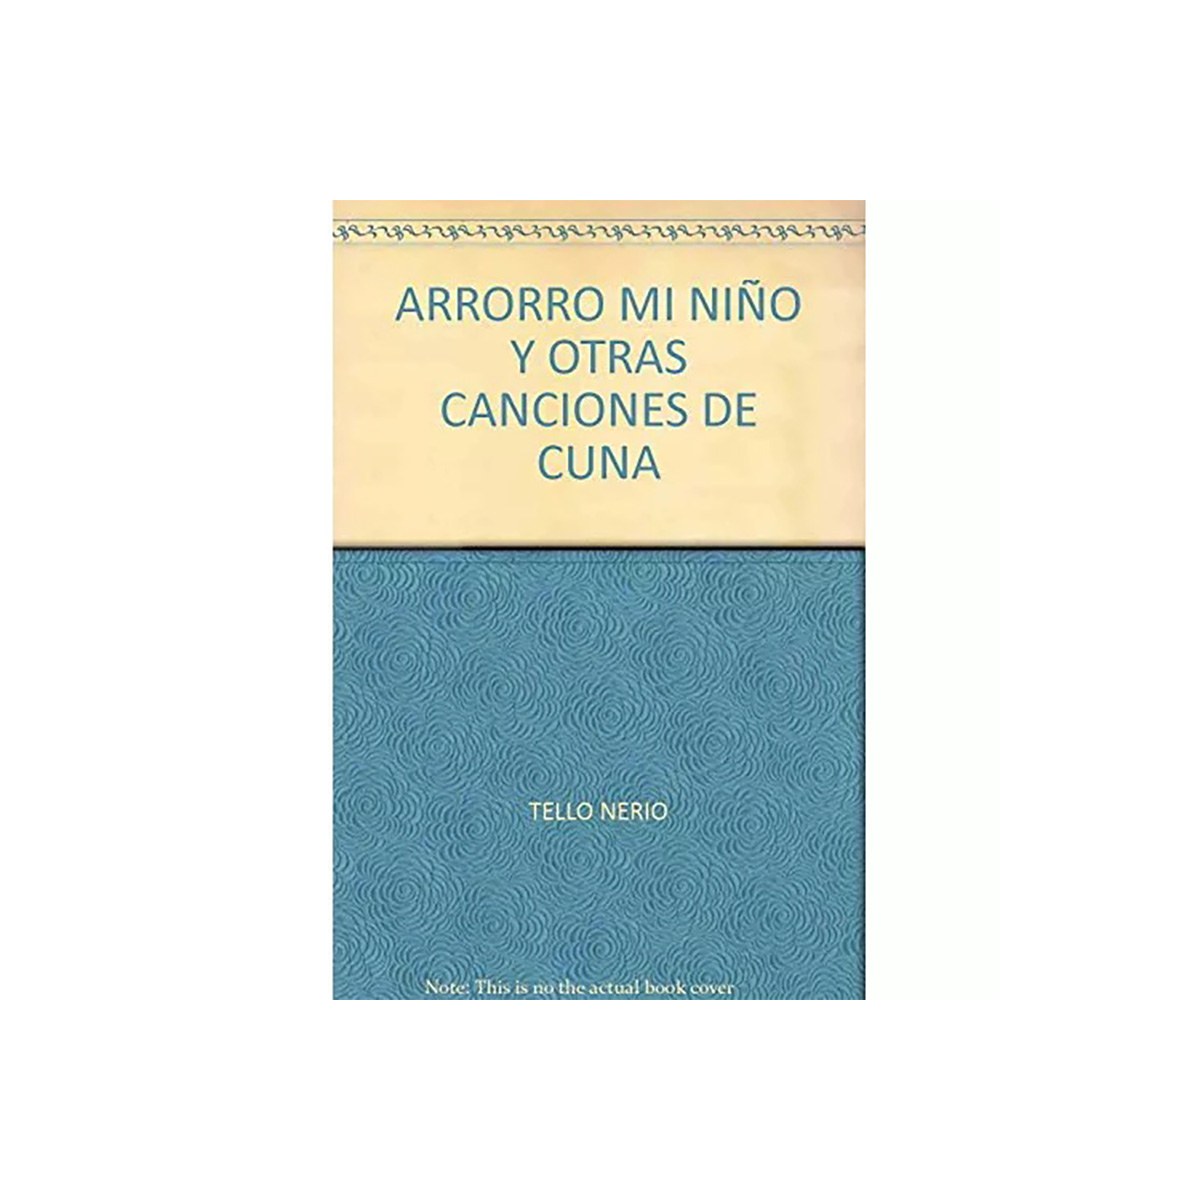 ARRORRO MI NIÑO
Y OTRAS
CANCIONES DE
CUNA
TELLO NERIO
Note: This is no the actual book cover